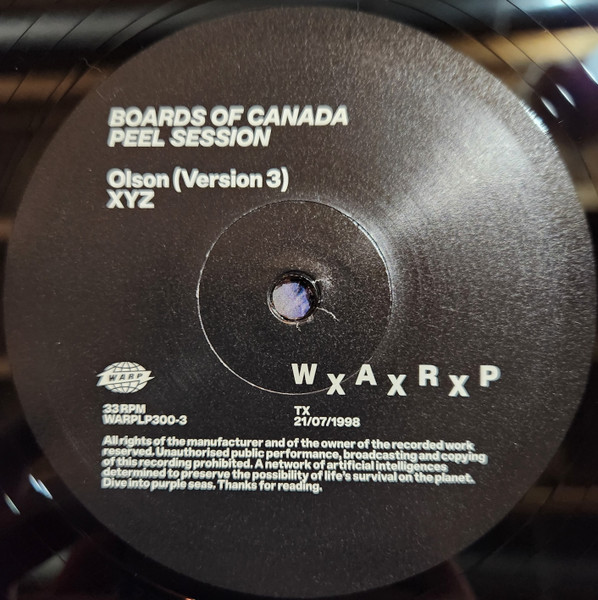 BOARDS OF CANADA
PEEL SESSION
Olson (Version 3)
XYZ
WARP
WXAXRXP
33 RPM
WARPLP300-3
TX
21/07/1998
All rights of the manufacturer and of the owner of the recorded work
reserved. Unauthorised public performance, broadcasting and copying
of this recording prohibited. A network of artificial intelligences
determined to preserve the possibility of life's survival on the planet.
Dive into purple seas. Thanks for reading.